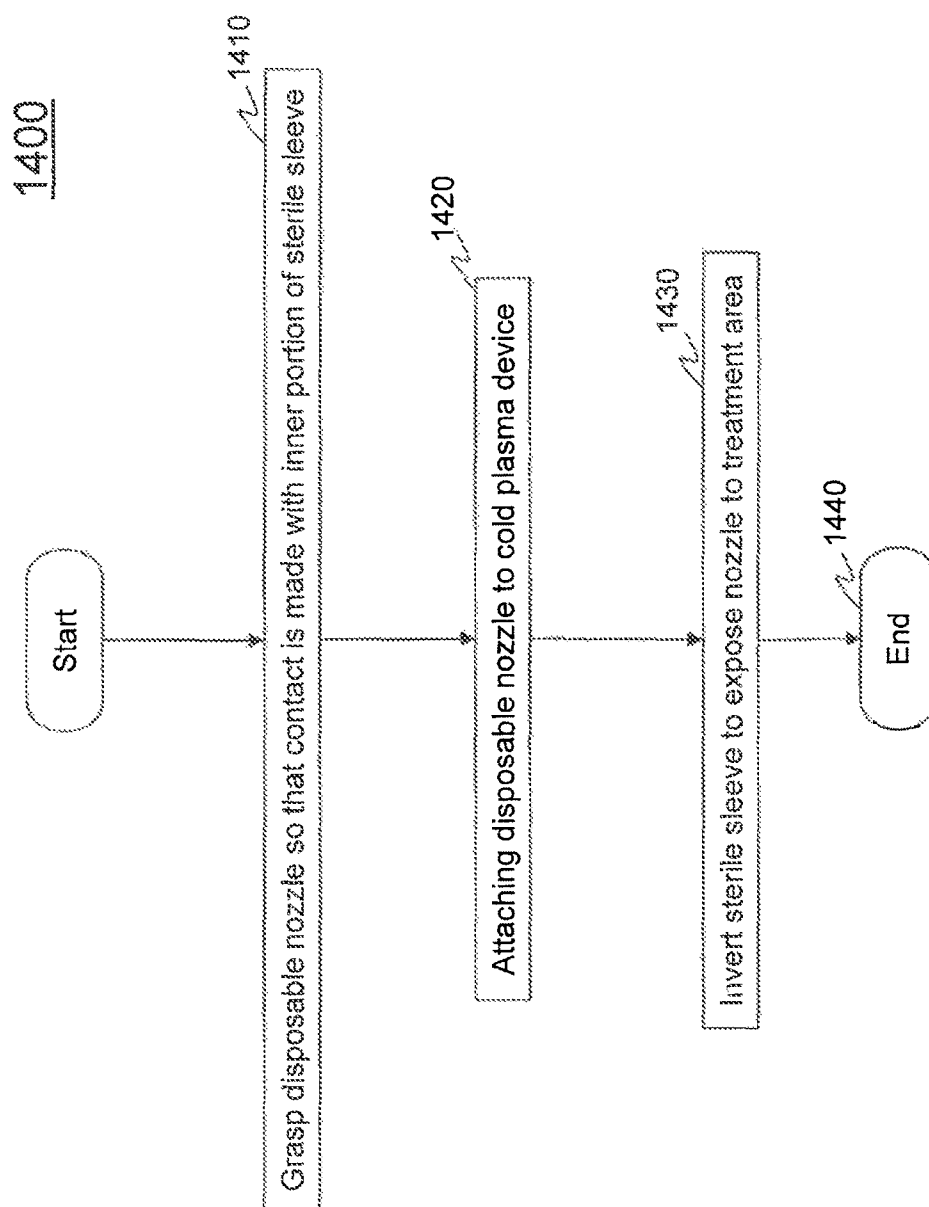 1400
Start
1410
Grasp disposable nozzle so that contact is made with inner portion of sterile sleeve
1420
Attaching disposable nozzle to cold plasma device
1430
Invert sterile sleeve to expose nozzle to treatment area
1440
End